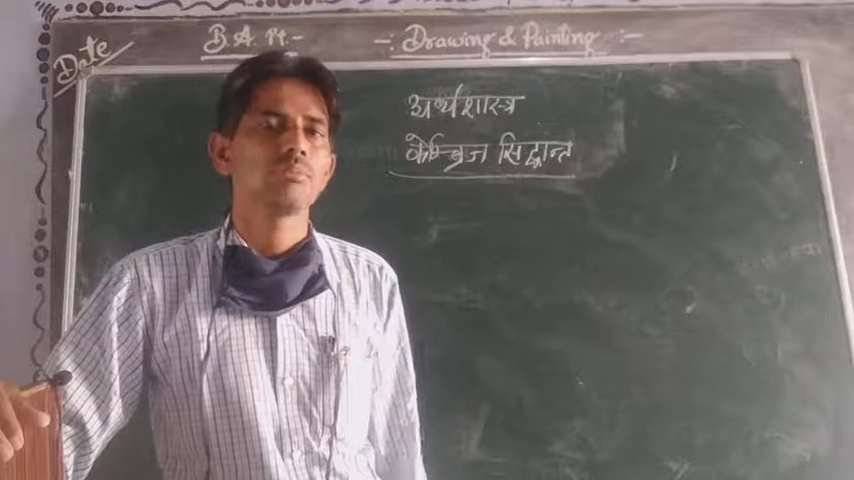 Date
B.A. Pt.- - Drawing & Painting :-
अर्थशास्त्र
केम्ब्रिज सिद्धान्त